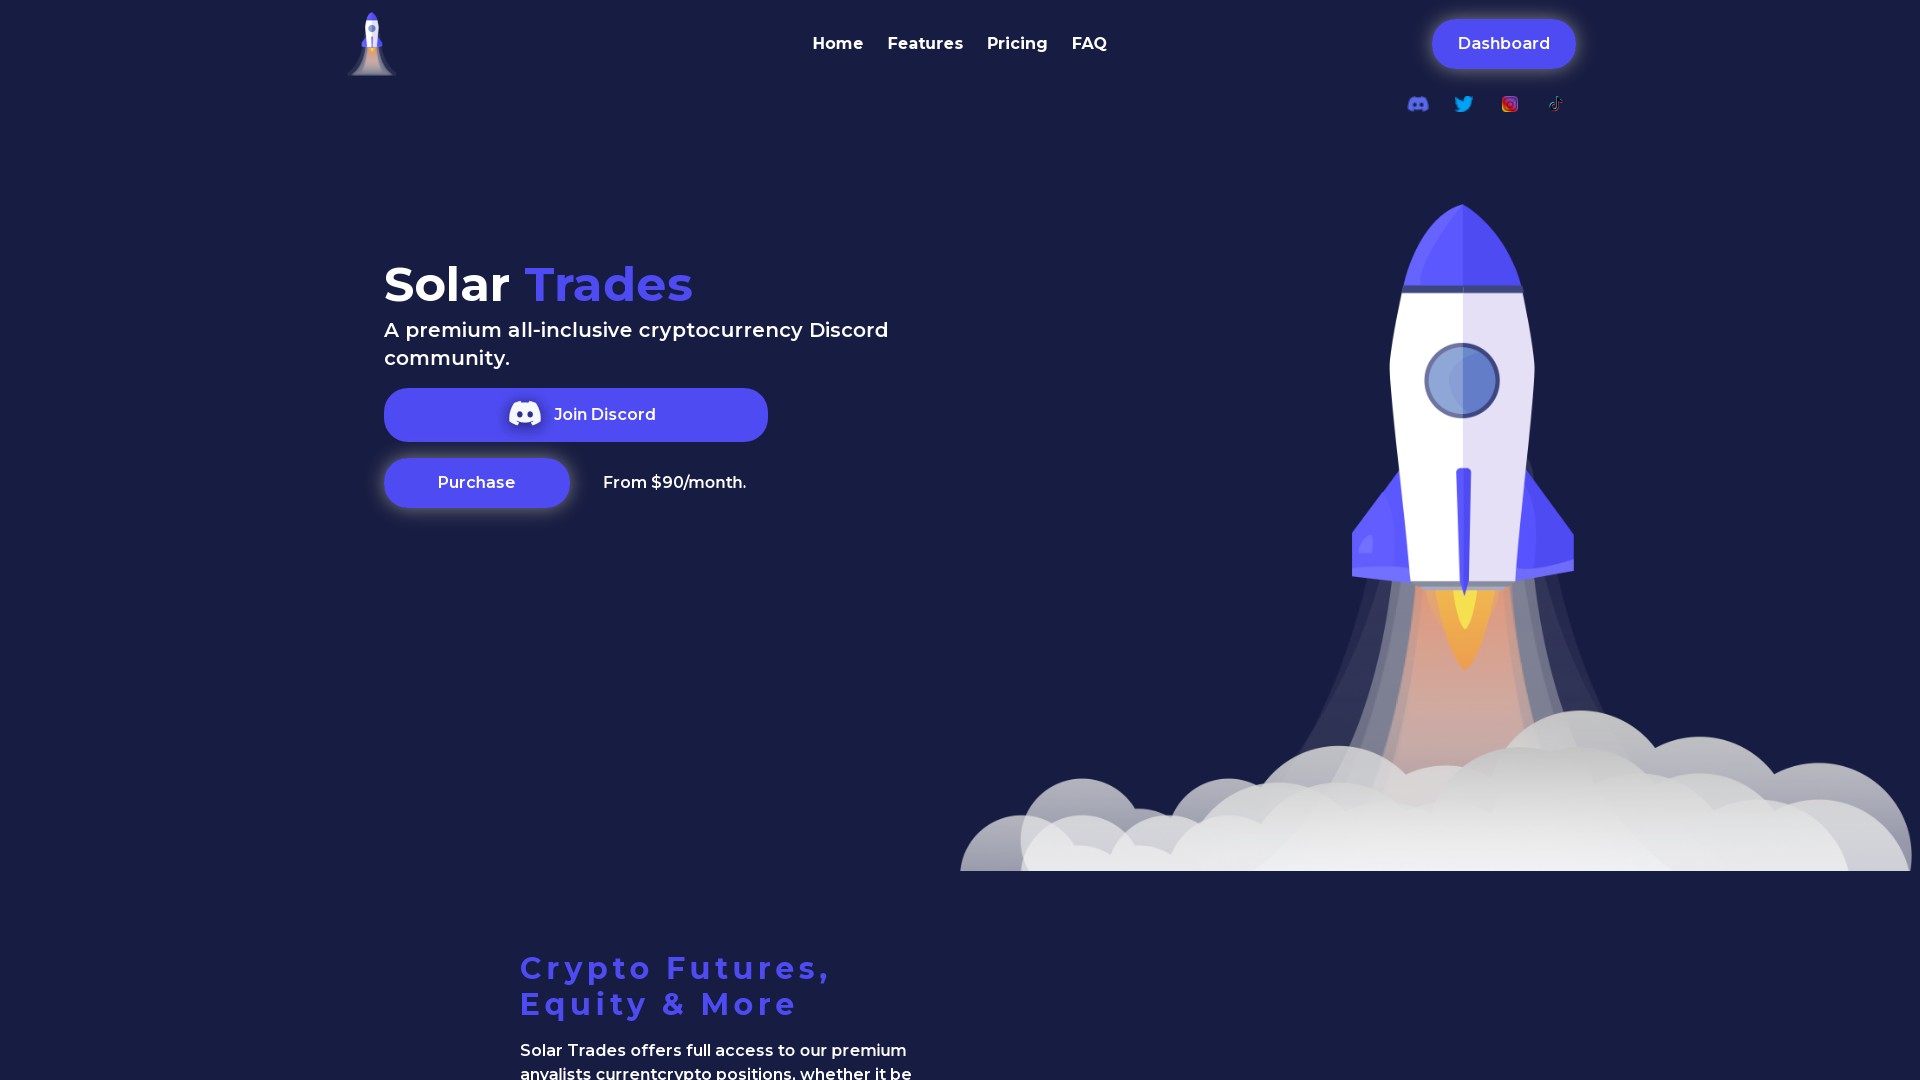 Home Features Pricing FAQ Dashboard
Solar Trades
A premium all-inclusive cryptocurrency Discord
community.
Join Discord
Purchase From $90/month.
Crypto Futures,
Equity & More
Solar Trades offers full access to our premium
anyalists currentcrypto positions, whether it be